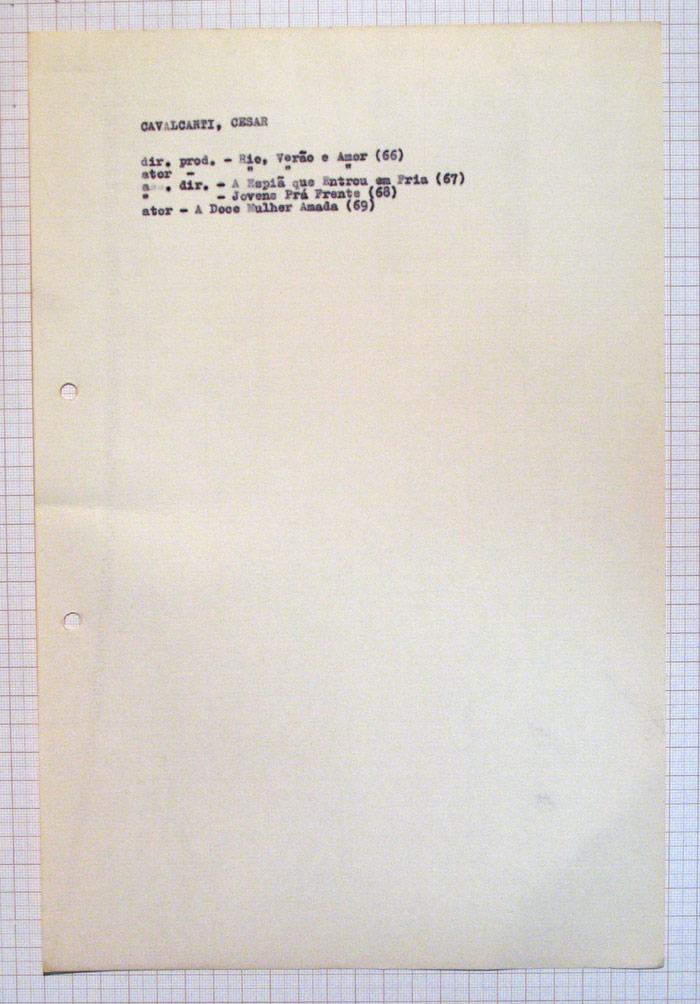 CAVALCANTI, CESAR
dir. prod. - Rio, Verão e Amor (66)
ator - " " "
ass. dir. - A Espiã que Entrou em Fria (67)
" - Jovens Prá Frente (68)
ator - A Doce Mulher Amada (69)